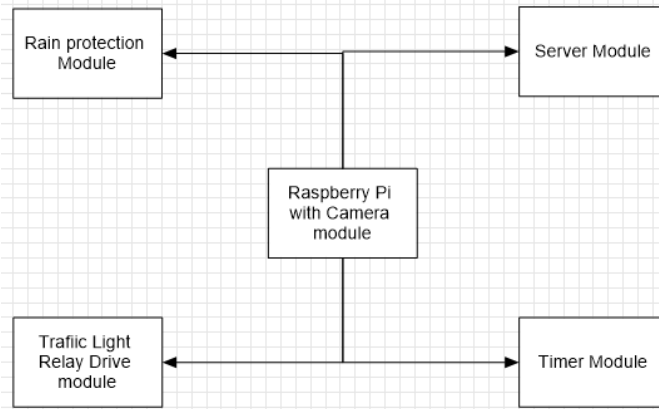 Rain protection
Module
Server Module
Raspberry Pi
with Camera
module
Trafiic Light
Relay Drive
module
Timer Module